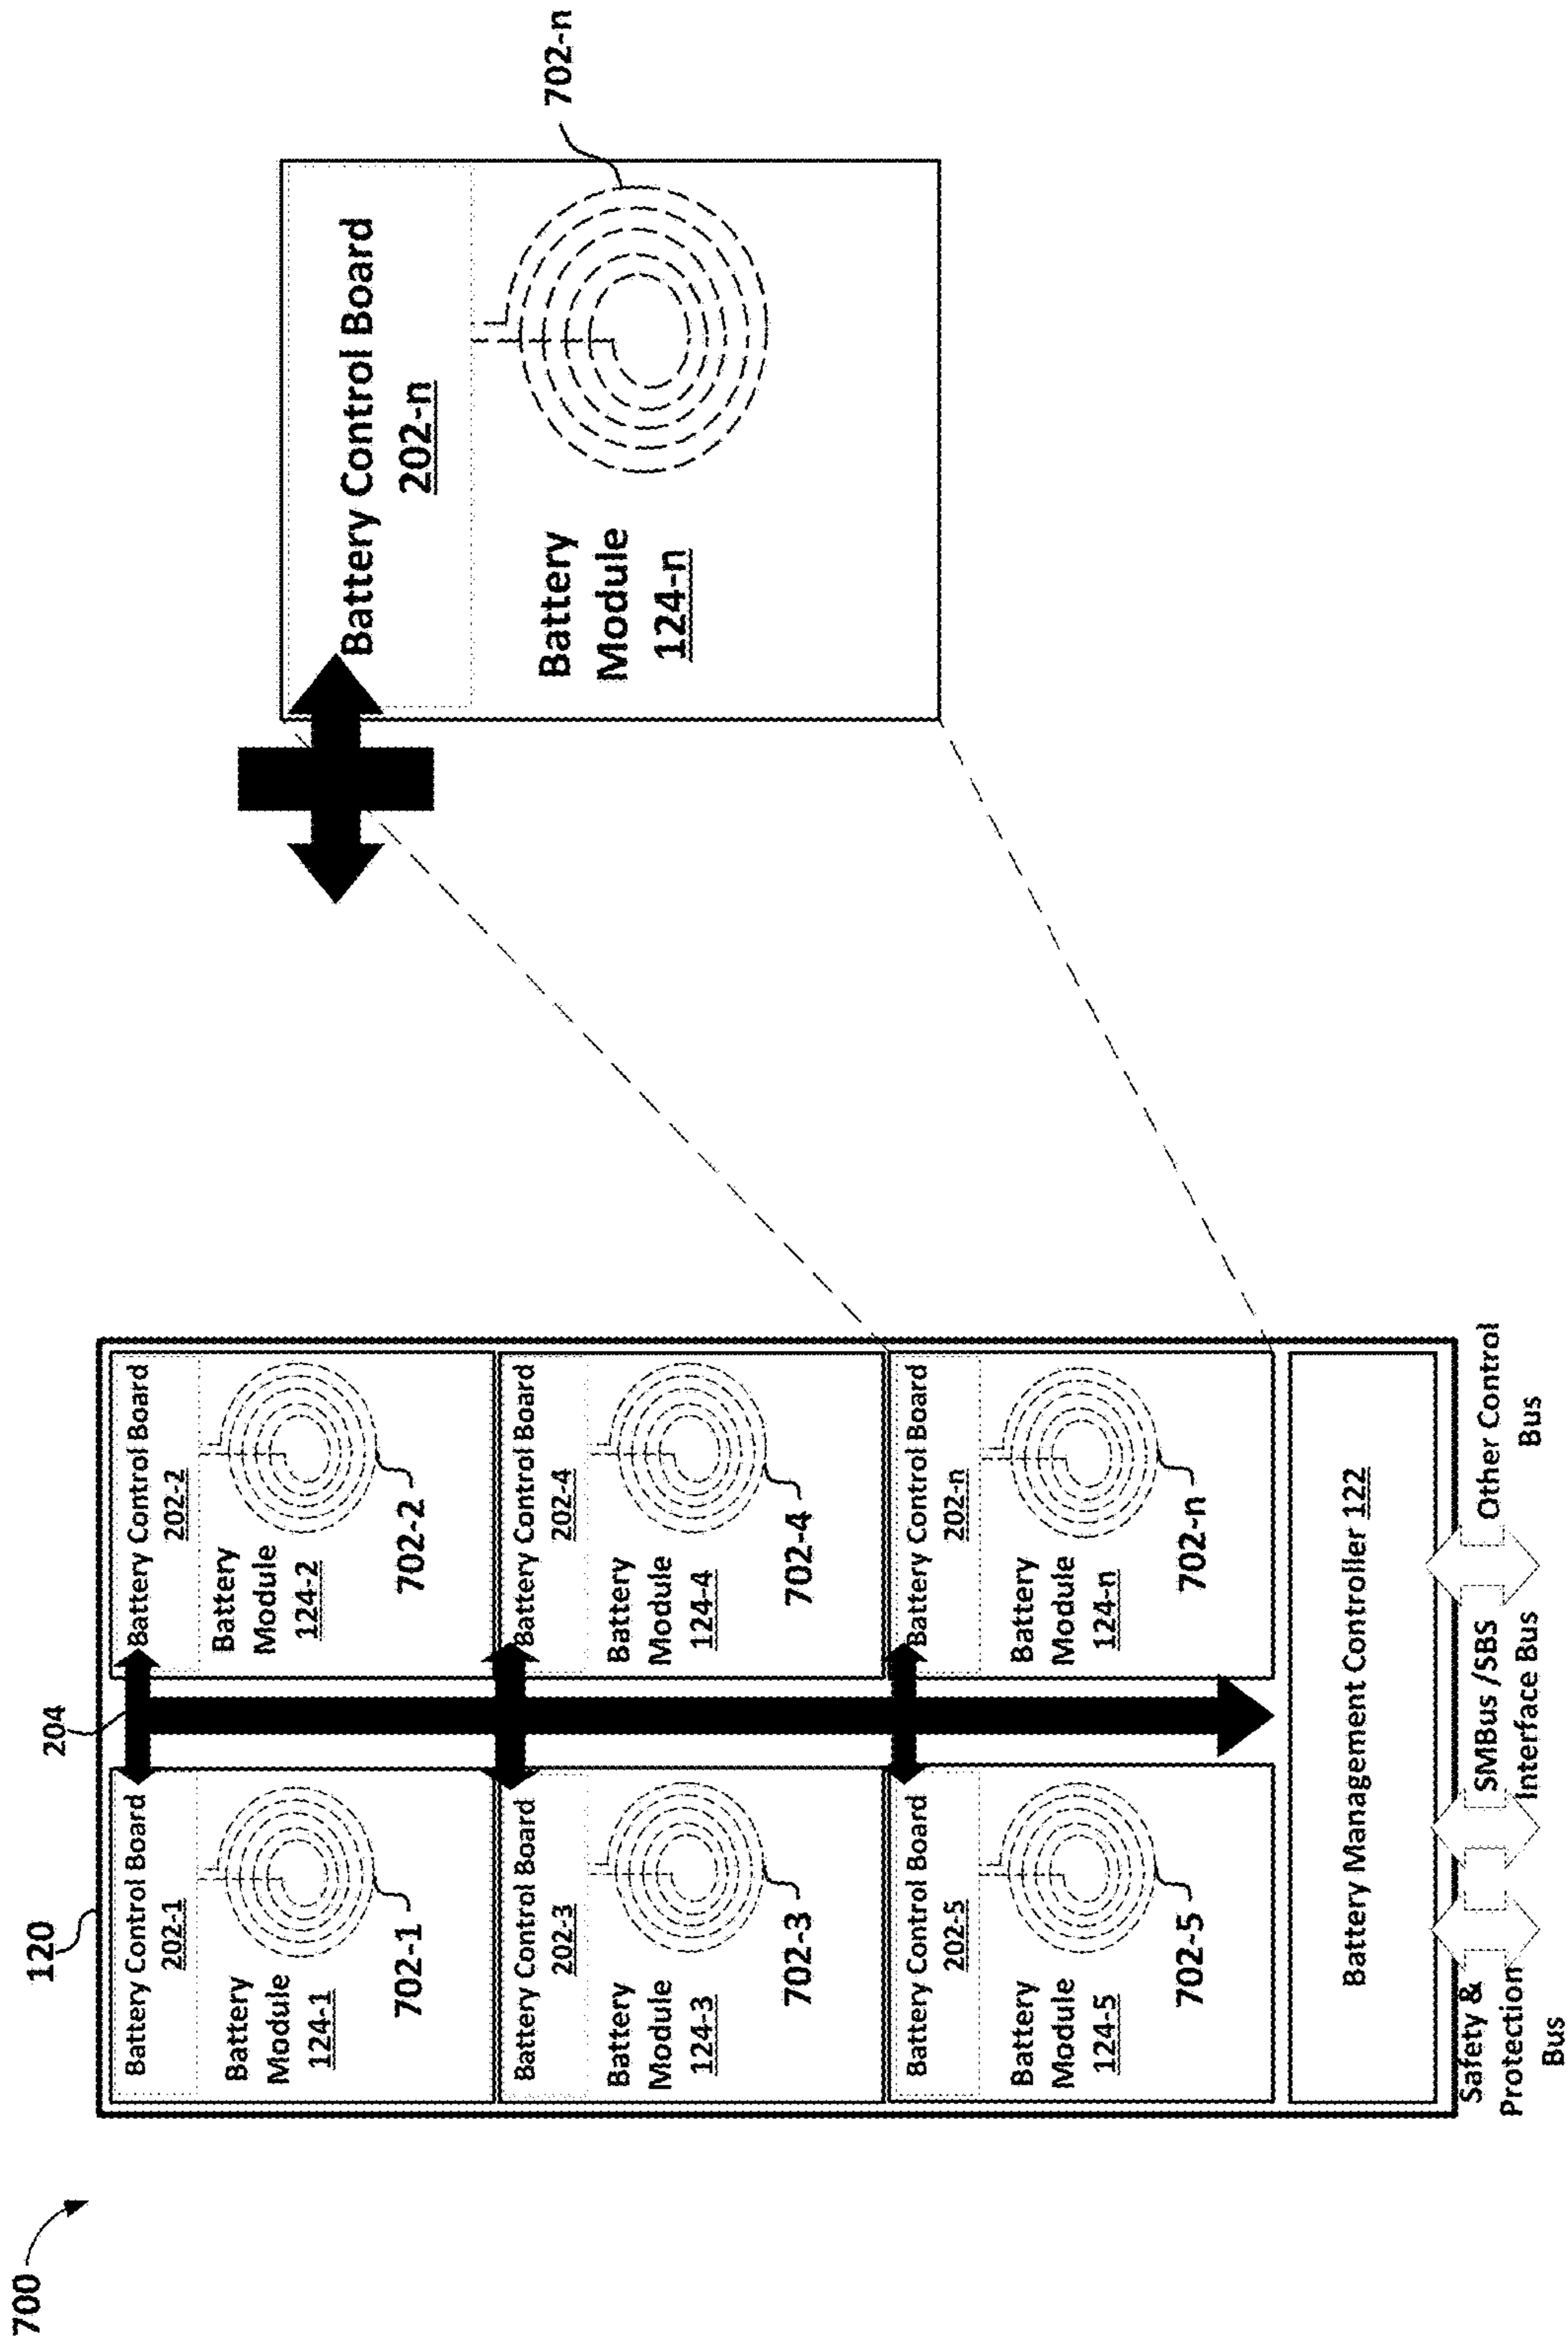 700
120
204
Battery Control Board
202-1
Battery
Module
124-1
702-1
Battery Control Board
202-2
Battery
Module
124-2
702-2
Battery Control Board
202-3
Battery
Module
124-3
702-3
Battery Control Board
202-4
Battery
Module
124-4
702-4
Battery Control Board
202-5
Battery
Module
124-5
702-5
Battery Control Board
202-n
Battery
Module
124-n
702-n
Battery Management Controller 122
Safety &
Protection
Bus
SMBus /SBS
Interface Bus
Other Control
Bus
Battery Control Board
202-n
Battery
Module
124-n
702-n